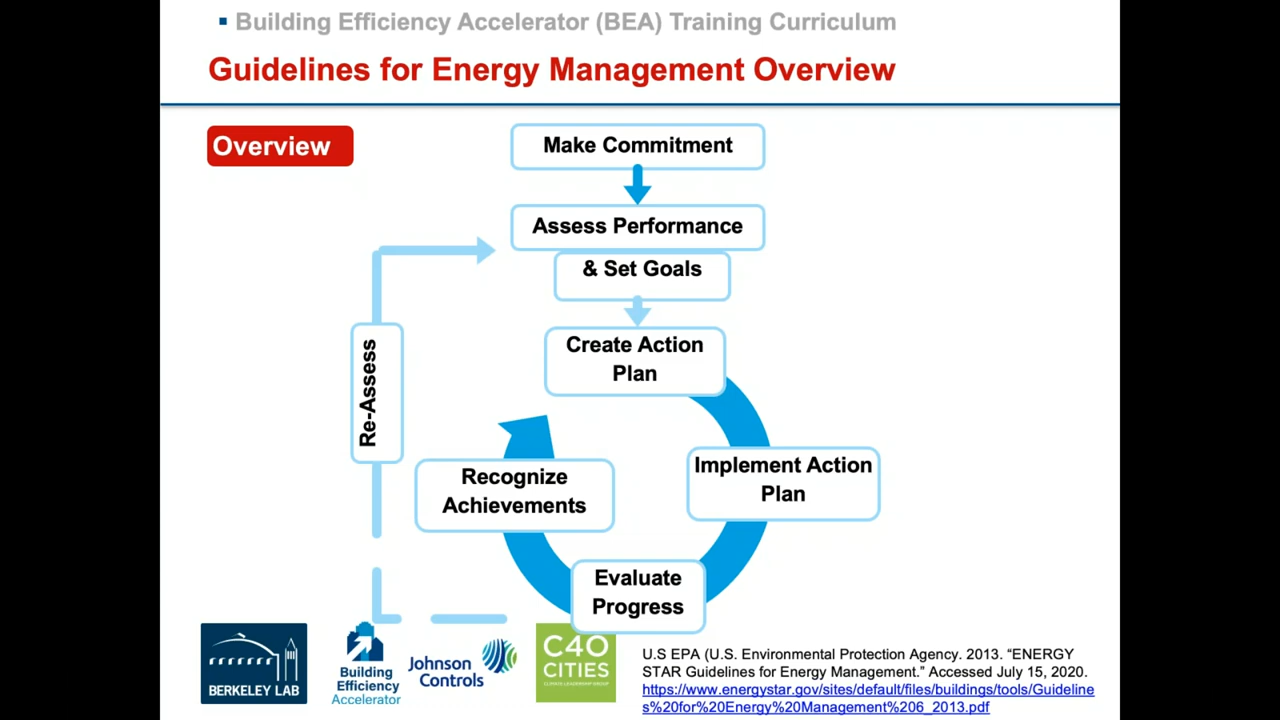 Building Efficiency Accelerator (BEA) Training Curriculum
Guidelines for Energy Management Overview
Overview
Make Commitment
Assess Performance
& Set Goals
Create Action
Plan
Re-Assess
Recognize
Achievements
Implement Action
Plan
Evaluate
Progress
BERKELEY LAB
Building
Efficiency
Accelerator
Johnson
Controls
C40
CITIES
CLIMATE LEADERSHIP GROUP
U.S EPA (U.S. Environmental Protection Agency. 2013. “ENERGY
STAR Guidelines for Energy Management.” Accessed July 15, 2020.
https://www.energystar.gov/sites/default/files/buildings/tools/Guideline
s%20for%20Energy%20Management%206_2013.pdf